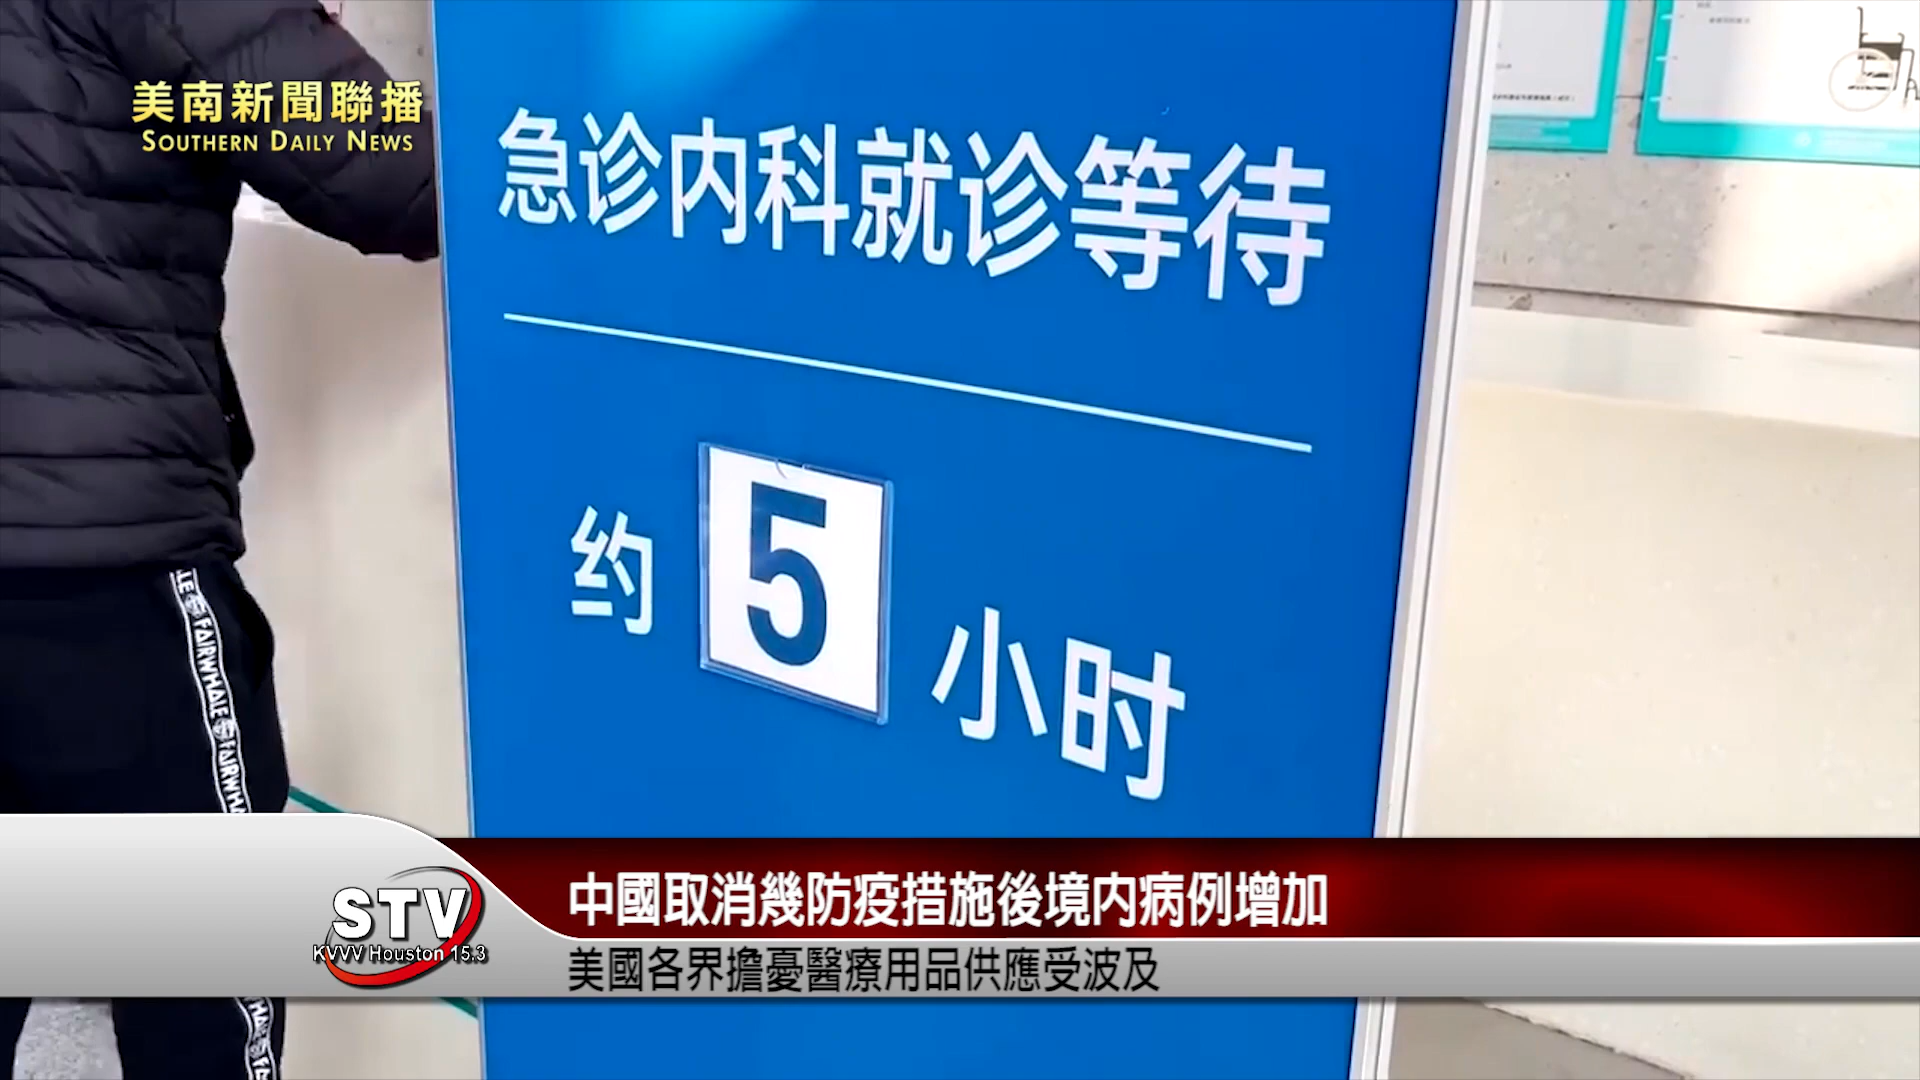 美南新聞聯播
SOUTHERN DAILY NEWS
急诊内科就诊等待
约 5 小时
FAIRWHALE
FAIRWHA
STV
KVVV Houston 15.3
中國取消幾防疫措施後境内病例增加
美國各界擔憂醫療用品供應受波及